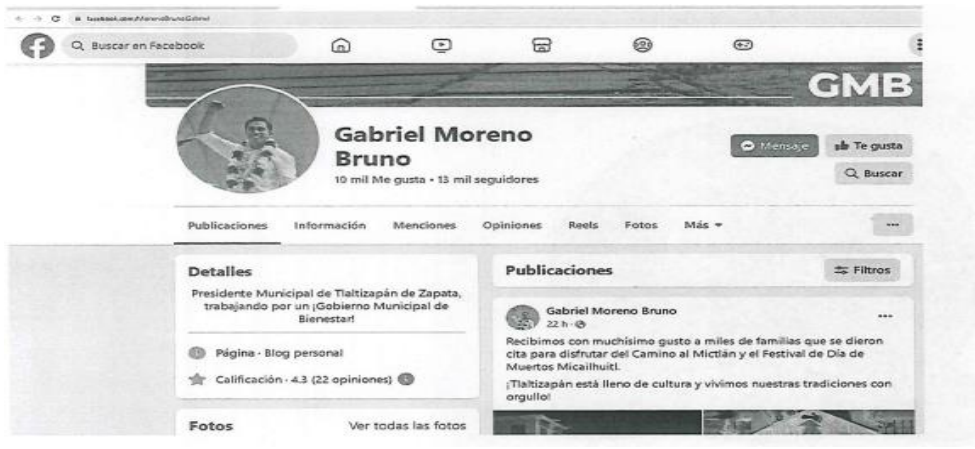 facebook.com/MorenoBrunoGabriel
Buscar en Facebook
GMB
Gabriel Moreno
Bruno
10 mil Me gusta • 13 mil seguidores
Mensaje
Te gusta
Buscar
Publicaciones
Información
Menciones
Opiniones
Reels
Fotos
Más
Detalles
Presidente Municipal de Tlaltizapán de Zapata,
trabajando por un ¡Gobierno Municipal de
Bienestar!
Página · Blog personal
Calificación · 4.3 (22 opiniones)
Fotos
Ver todas las fotos
Publicaciones
Filtros
Gabriel Moreno Bruno
22 h ·
Recibimos con muchísimo gusto a miles de familias que se dieron
cita para disfrutar del Camino al Mictlán y el Festival de Día de
Muertos Micailhuitl.
¡Tlaltizapán está lleno de cultura y vivimos nuestras tradiciones con
orgullo!